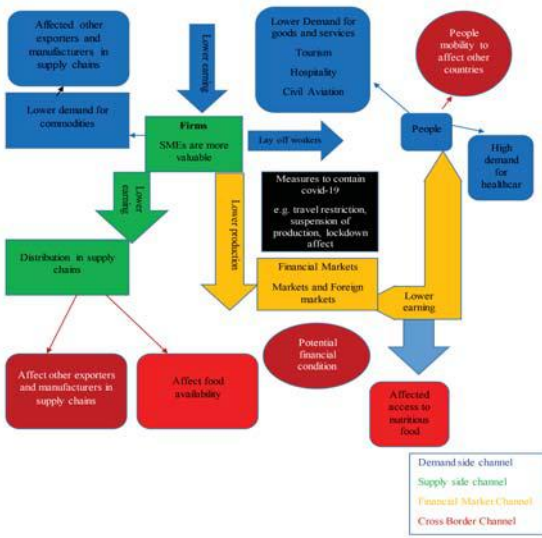 Affected other
exporters and
manufacturers in
supply chains
Lower earning
Lower Demand for
goods and services
Tourism
Hospitality
Civil Aviation
People
mobility to
affect other
countries
Lower demand for
commodities
Firms
SMEs are more
valuable
Lay off workers
People
High
demand for
healthcar
Lower
earning
Lower production
Measures to contain
covid-19
e.g. travel restriction,
suspension of
production, lockdown
affect
Distribution in supply
chains
Financial Markets
Markets and Foreign
markets
Lower
earning
Potential
financial
condition
Affect other exporters
and manufacturers in
supply chains
Affect food
availability
Affected
access to
nutritious
food
Demand side channel
Supply side channel
Financial Market Channel
Cross Border Channel